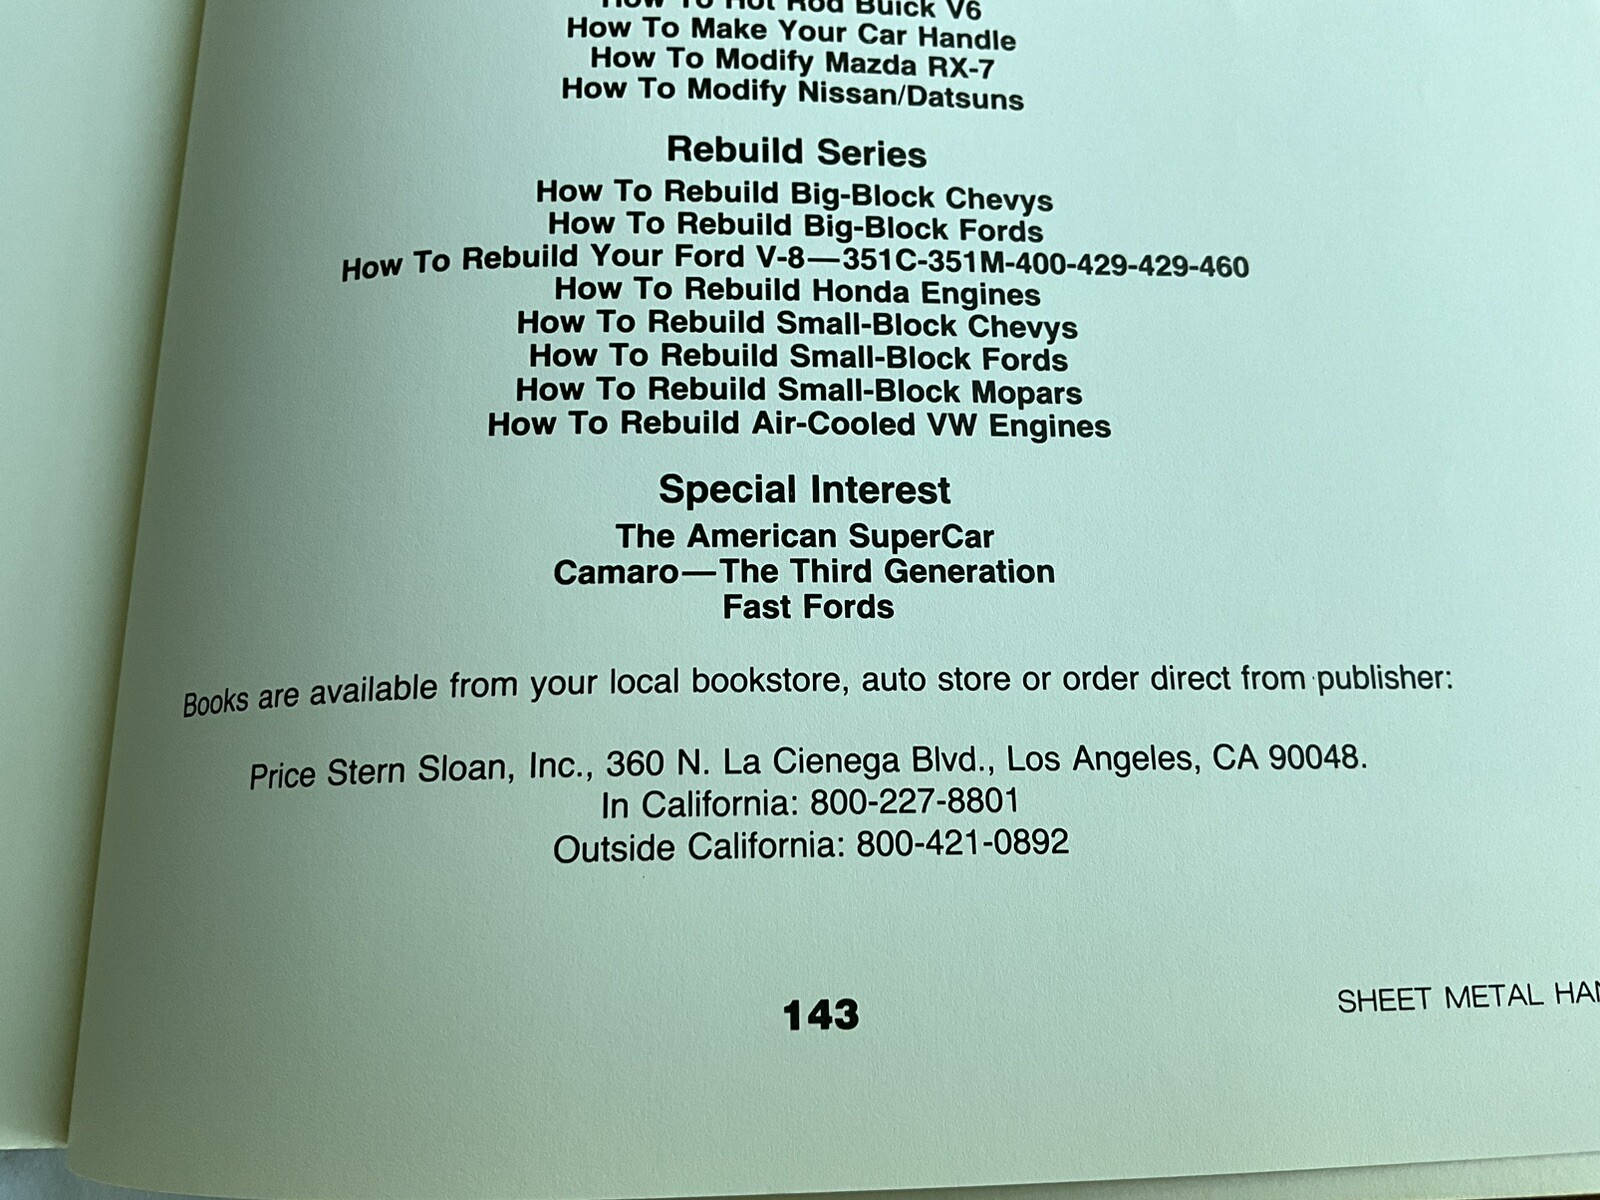 How To Hot Rod Buick V6
How To Make Your Car Handle
How To Modify Mazda RX-7
How To Modify Nissan/Datsuns
Rebuild Series
How To Rebuild Big-Block Chevys
How To Rebuild Big-Block Fords
How To Rebuild Your Ford V-8—351C-351M-400-429-429-460
How To Rebuild Honda Engines
How To Rebuild Small-Block Chevys
How To Rebuild Small-Block Fords
How To Rebuild Small-Block Mopars
How To Rebuild Air-Cooled VW Engines
Special Interest
The American SuperCar
Camaro—The Third Generation
Fast Fords
Books are available from your local bookstore, auto store or order direct from publisher:
Price Stern Sloan, Inc., 360 N. La Cienega Blvd., Los Angeles, CA 90048.
In California: 800-227-8801
Outside California: 800-421-0892
143
SHEET METAL